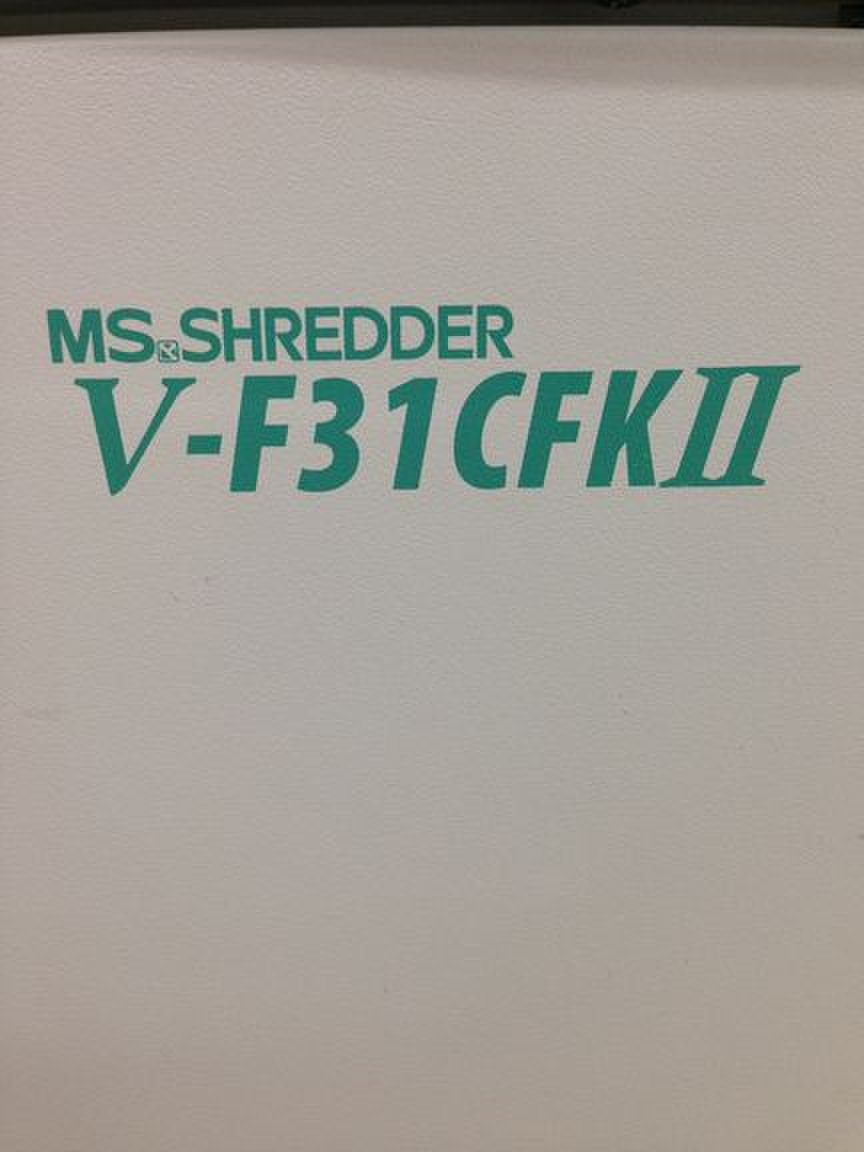 MS SHREDDER
V-F31CFKII